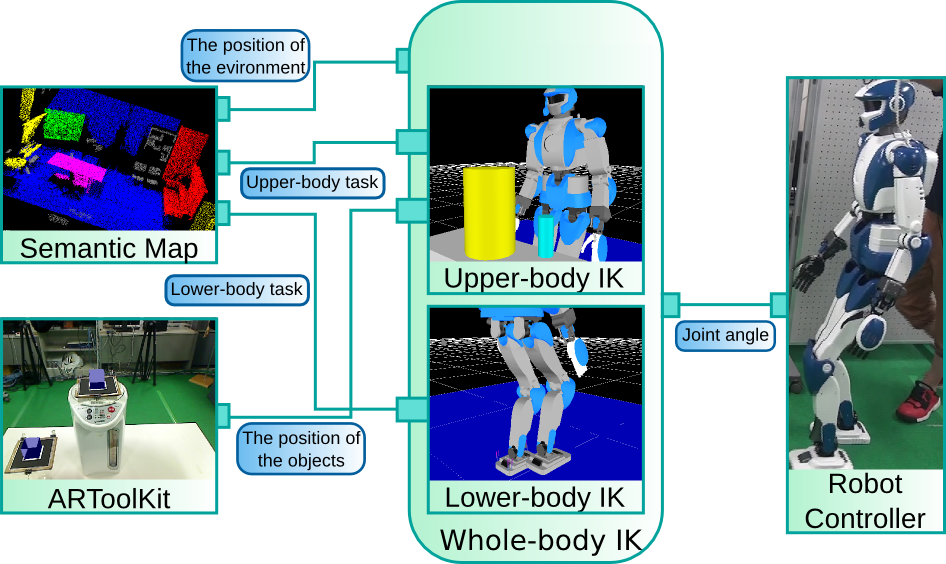 The position of
the evironment
Upper-body task
Semantic Map
Lower-body task
ARToolKit
The position of
the objects
Upper-body IK
Lower-body IK
Whole-body IK
Joint angle
Robot
Controller